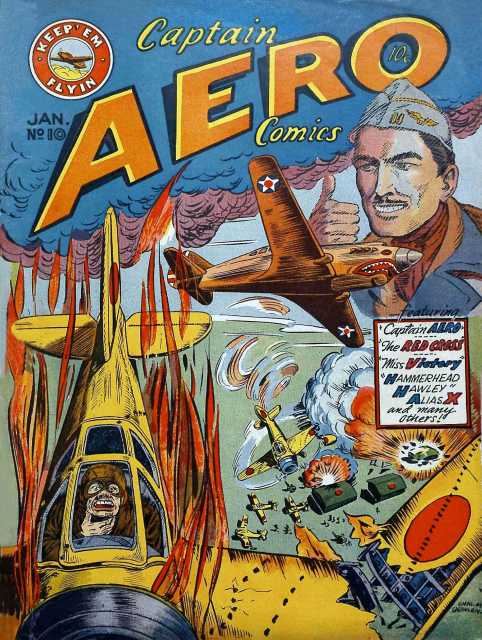 KEEP 'EM
FLYIN
Captain
AERO
10¢
Comics
JAN.
No 10
Featuring
"Captain AERO
"The RED CROSS
"Miss Victory"
"HAMMERHEAD
HAWLEY"
ALIAS X
and many
others!!